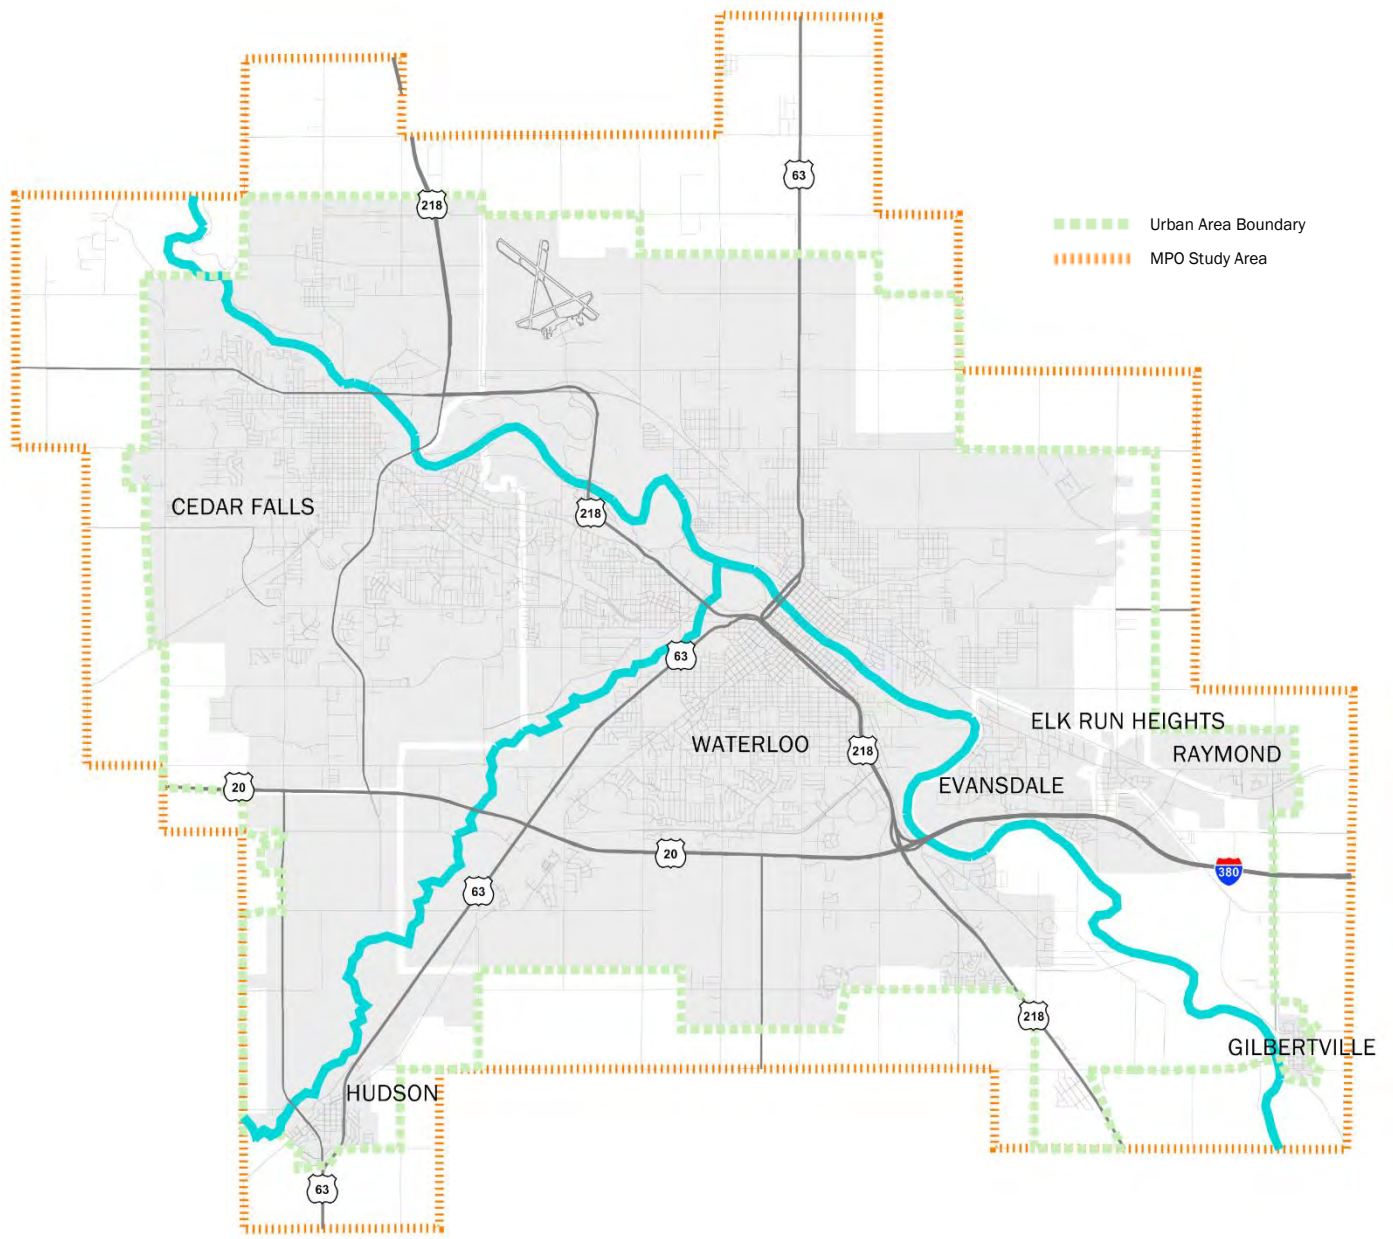 63
218
Urban Area Boundary
MPO Study Area
CEDAR FALLS
218
63
ELK RUN HEIGHTS
WATERLOO
218
RAYMOND
EVANSDALE
20
20
380
63
218
GILBERTVILLE
HUDSON
63